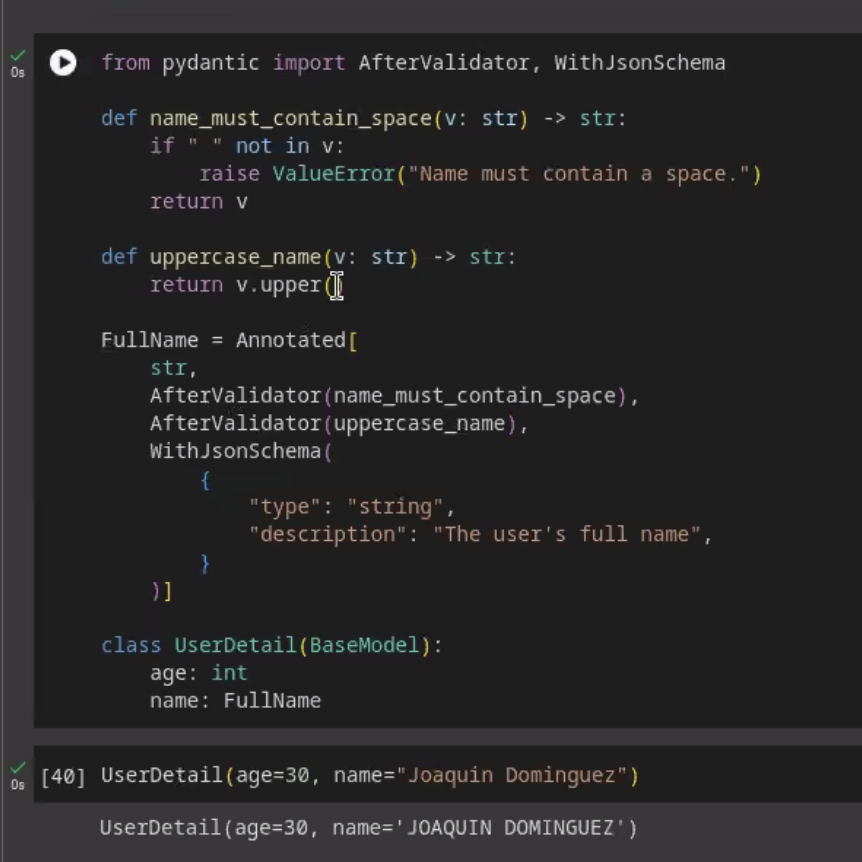 from pydantic import AfterValidator, WithJsonSchema
def name_must_contain_space(v: str) -> str:
    if " " not in v:
        raise ValueError("Name must contain a space.")
    return v
def uppercase_name(v: str) -> str:
    return v.upper()
FullName = Annotated[
    str,
    AfterValidator(name_must_contain_space),
    AfterValidator(uppercase_name),
    WithJsonSchema(
        {
            "type": "string",
            "description": "The user's full name",
        }
    )]
class UserDetail(BaseModel):
    age: int
    name: FullName
0s
[40] UserDetail(age=30, name="Joaquin Dominguez")
0s
UserDetail(age=30, name='JOAQUIN DOMINGUEZ')